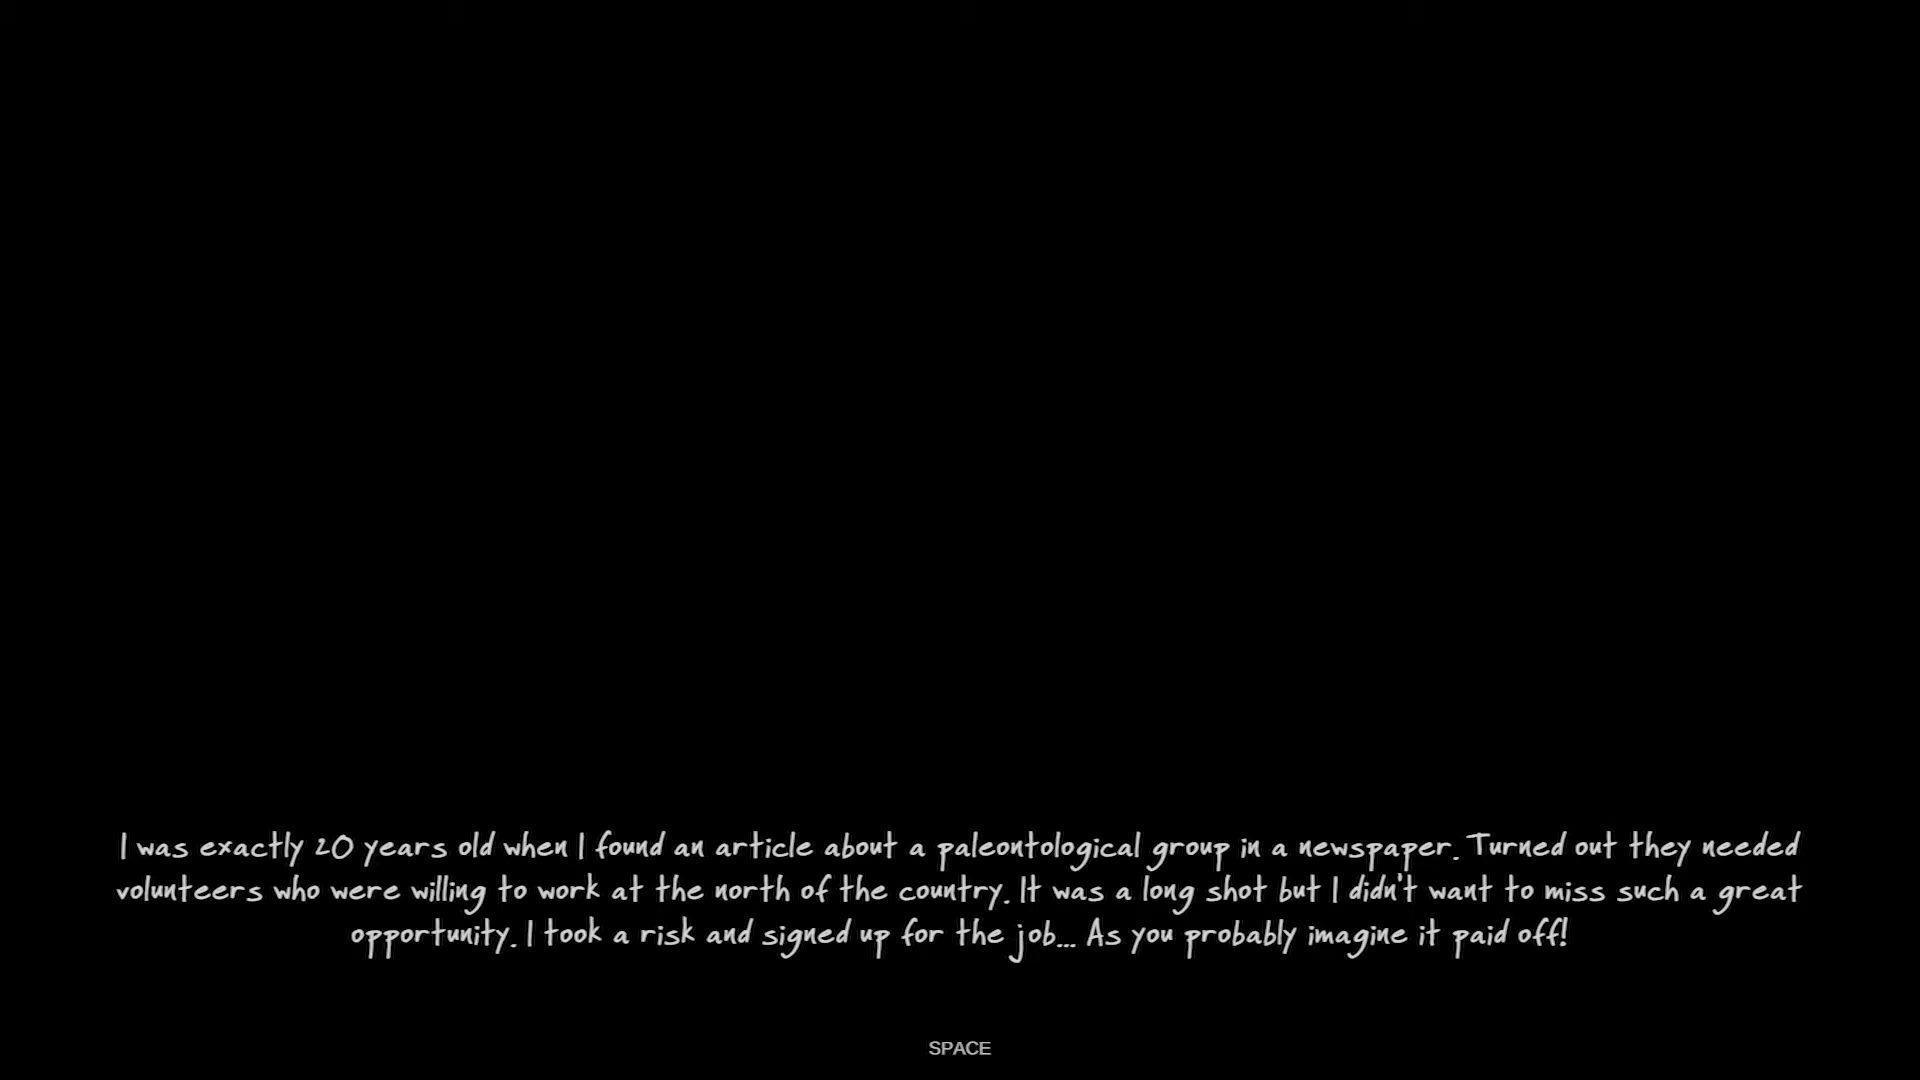 I was exactly 20 years old when I found an article about a paleontological group in a newspaper. Turned out they needed
volunteers who were willing to work at the north of the country. It was a long shot but I didn't want to miss such a great
opportunity. I took a risk and signed up for the job... As you probably imagine it paid off!
SPACE